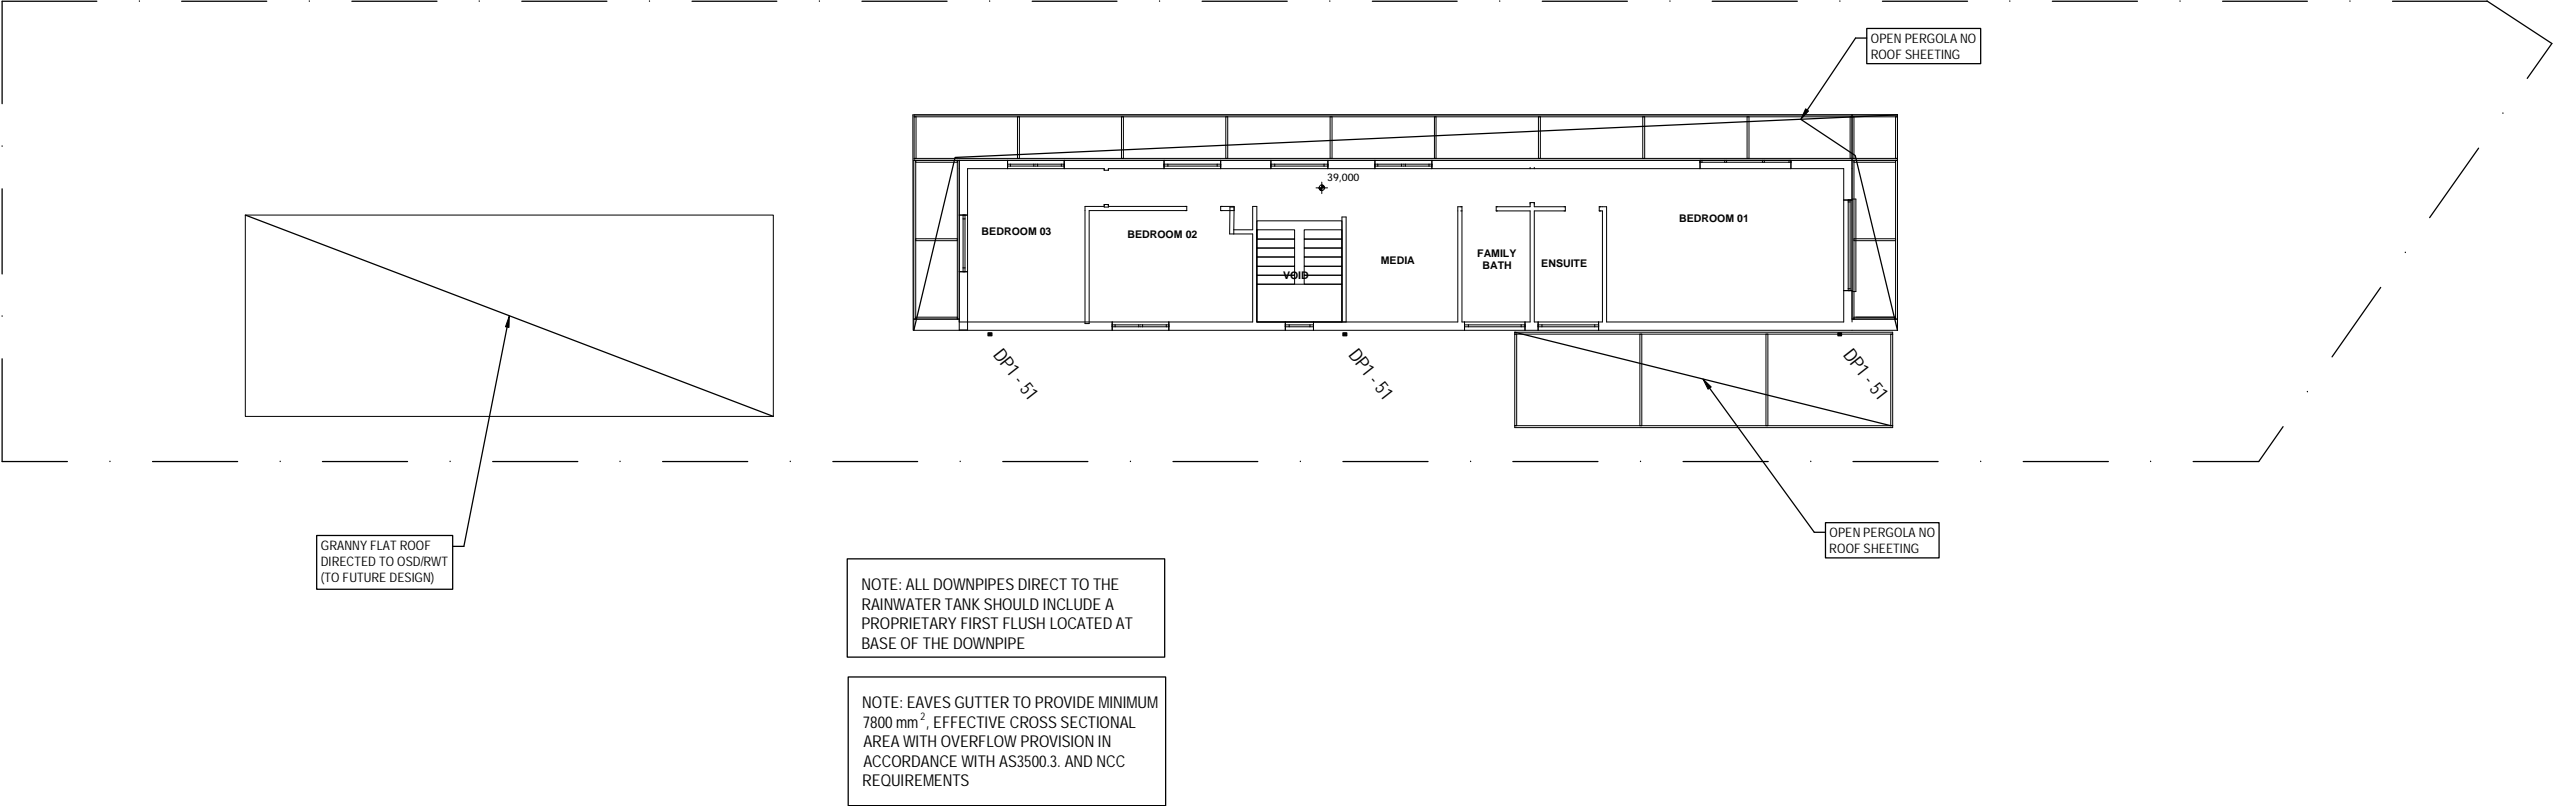 OPEN PERGOLA NO
ROOF SHEETING
39,000
BEDROOM 03
BEDROOM 02
VOID
MEDIA
FAMILY
BATH
ENSUITE
BEDROOM 01
DP1 - 51
DP1 - 51
DP1 - 51
GRANNY FLAT ROOF
DIRECTED TO OSD/RWT
(TO FUTURE DESIGN)
OPEN PERGOLA NO
ROOF SHEETING
NOTE: ALL DOWNPIPES DIRECT TO THE
RAINWATER TANK SHOULD INCLUDE A
PROPRIETARY FIRST FLUSH LOCATED AT
BASE OF THE DOWNPIPE
NOTE: EAVES GUTTER TO PROVIDE MINIMUM
7800 mm², EFFECTIVE CROSS SECTIONAL
AREA WITH OVERFLOW PROVISION IN
ACCORDANCE WITH AS3500.3. AND NCC
REQUIREMENTS